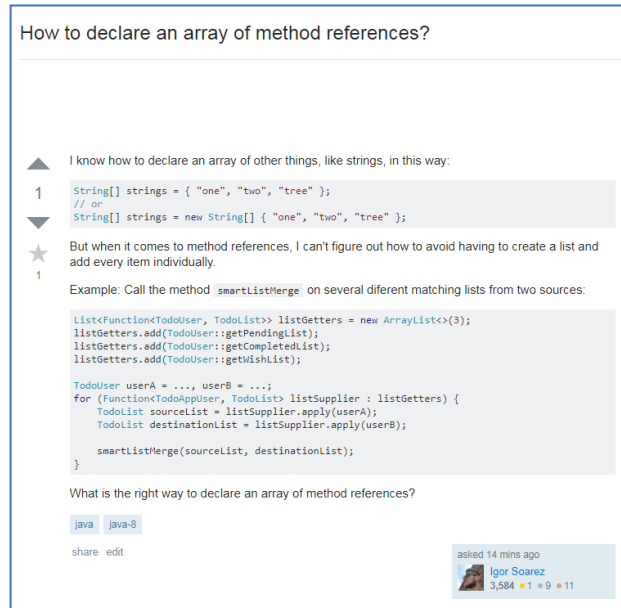 How to declare an array of method references?
I know how to declare an array of other things, like strings, in this way:
1
String[] strings = { "one", "two", "tree" };
// or
String[] strings = new String[] { "one", "two", "tree" };
But when it comes to method references, I can't figure out how to avoid having to create a list and
add every item individually.
1
Example: Call the method smartListMerge on several diferent matching lists from two sources:
List<Function<TodoUser, TodoList>> listGetters = new ArrayList<>(3);
listGetters.add(TodoUser::getPendingList);
listGetters.add(TodoUser::getCompletedList);
listGetters.add(TodoUser::getWishList);
TodoUser userA = ..., userB = ...;
for (Function<TodoAppUser, TodoList> listSupplier : listGetters) {
    TodoList sourceList = listSupplier.apply(userA);
    TodoList destinationList = listSupplier.apply(userB);
    smartListMerge(sourceList, destinationList);
}
What is the right way to declare an array of method references?
java java-8
share edit
asked 14 mins ago
Igor Soarez
3,584 1 9 11